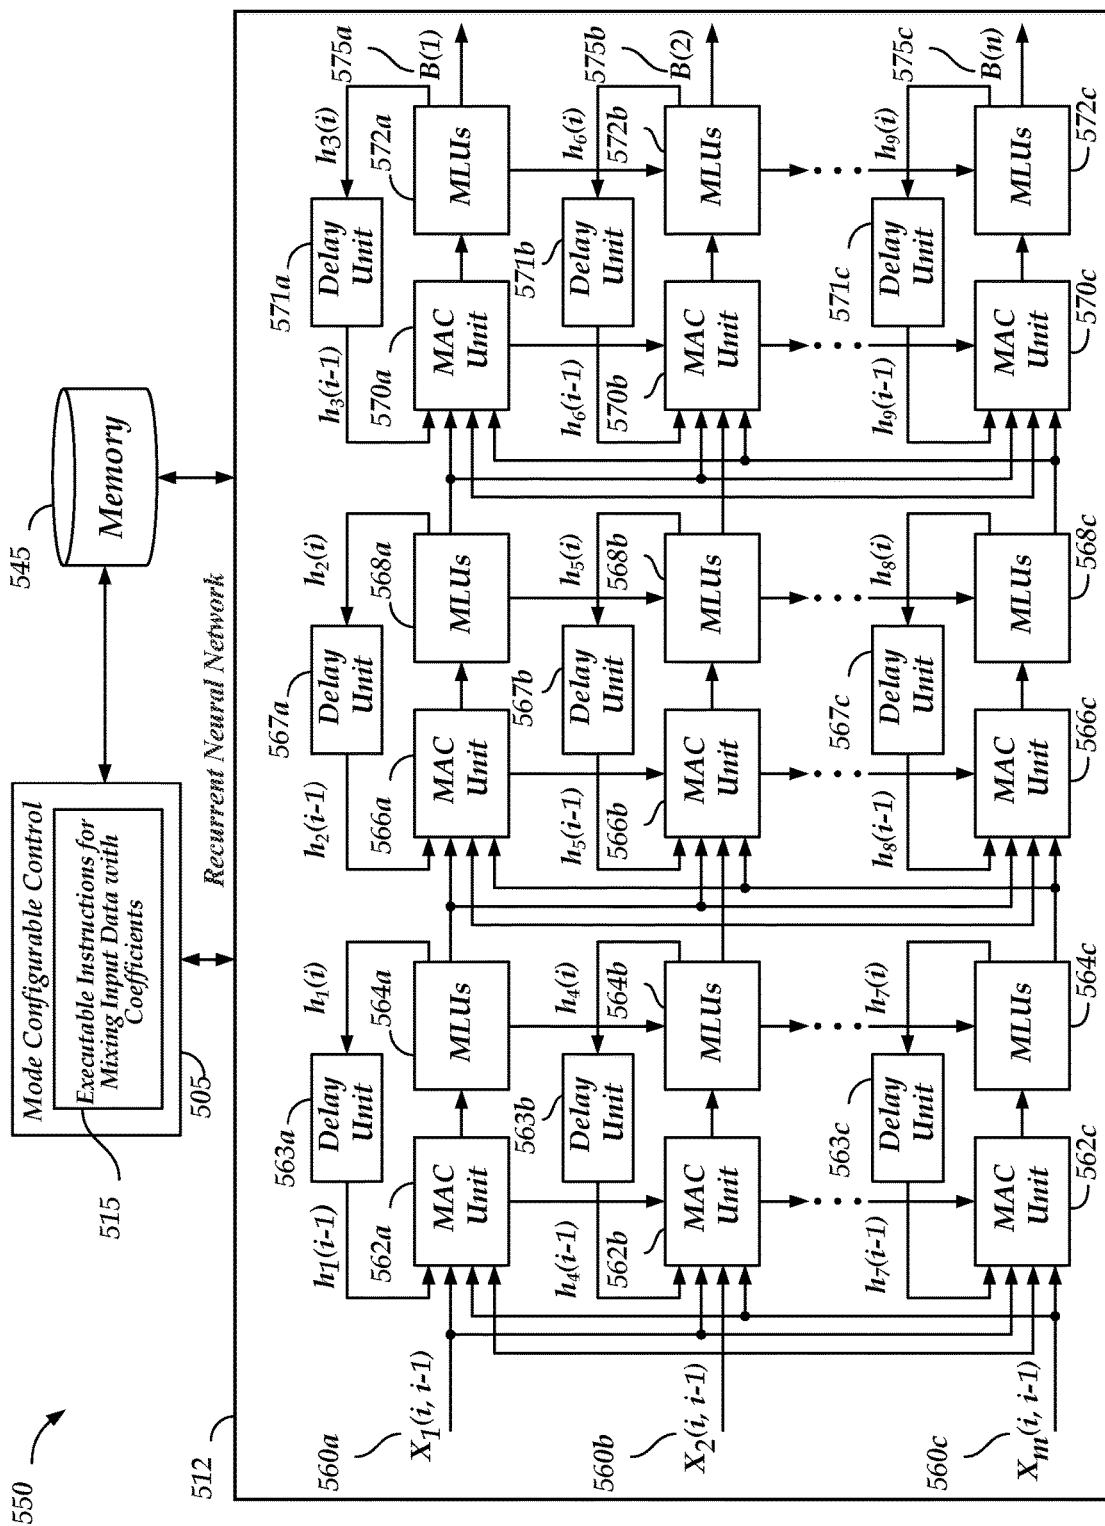 550
512
Mode Configurable Control
Executable Instructions for
Mixing Input Data with
Coefficients
515
505
545
Memory
Recurrent Neural Network
560a
X1(i, i-1)
h1(i-1)
562a
563a
Delay
Unit
MAC
Unit
h1(i)
564a
MLUs
h2(i-1)
566a
567a
Delay
Unit
MAC
Unit
h2(i)
568a
MLUs
h3(i-1)
570a
571a
Delay
Unit
MAC
Unit
h3(i)
572a
MLUs
575a
B(1)
560b
X2(i, i-1)
h4(i-1)
562b
563b
Delay
Unit
MAC
Unit
h4(i)
564b
MLUs
h5(i-1)
566b
567b
Delay
Unit
MAC
Unit
h5(i)
568b
MLUs
h6(i-1)
570b
571b
Delay
Unit
MAC
Unit
h6(i)
572b
MLUs
575b
B(2)
560c
Xm(i, i-1)
h7(i-1)
562c
563c
Delay
Unit
MAC
Unit
h7(i)
564c
MLUs
h8(i-1)
566c
567c
Delay
Unit
MAC
Unit
h8(i)
568c
MLUs
h9(i-1)
570c
571c
Delay
Unit
MAC
Unit
h9(i)
572c
MLUs
575c
B(n)